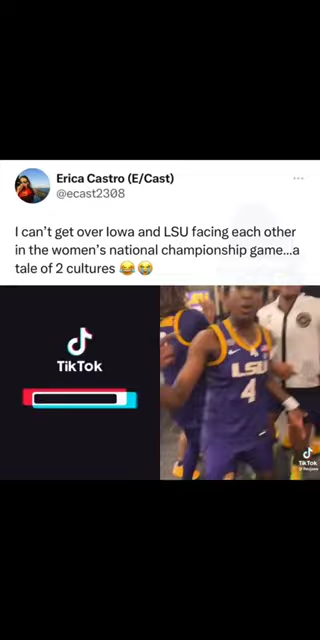 Erica Castro (E/Cast)
@ecast2308
I can't get over Iowa and LSU facing each other
in the women's national championship game...a
tale of 2 cultures 😂😭
TikTok
LSU
4
TikTok